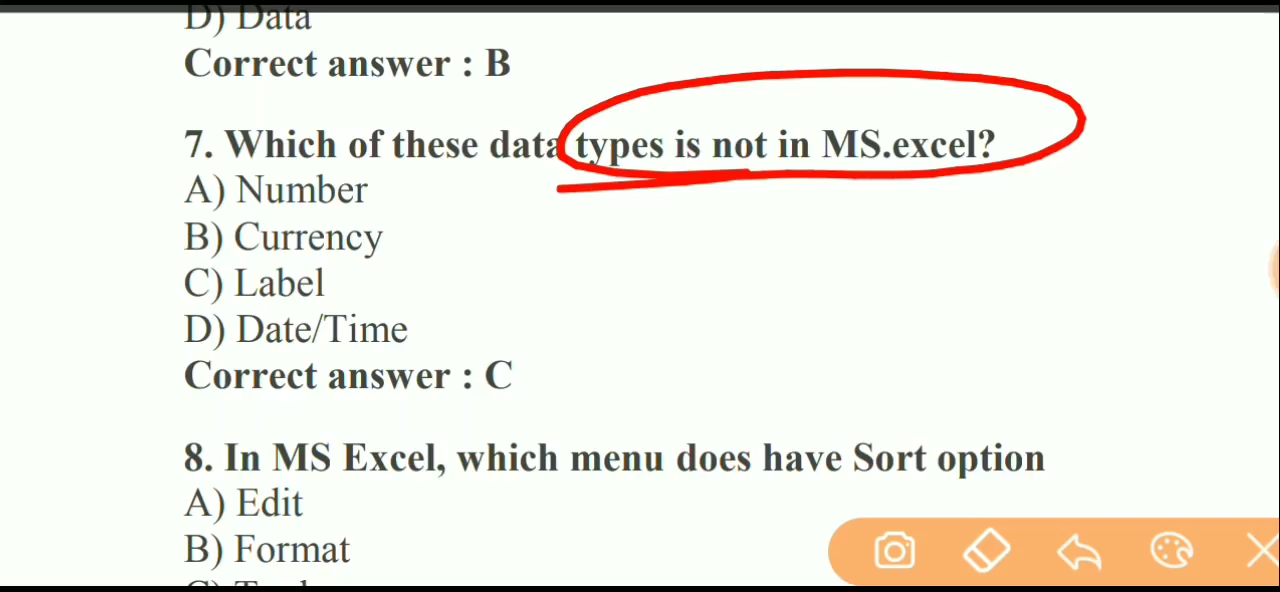 D) Data
Correct answer : B
7. Which of these data types is not in MS.excel?
A) Number
B) Currency
C) Label
D) Date/Time
Correct answer : C
8. In MS Excel, which menu does have Sort option
A) Edit
B) Format